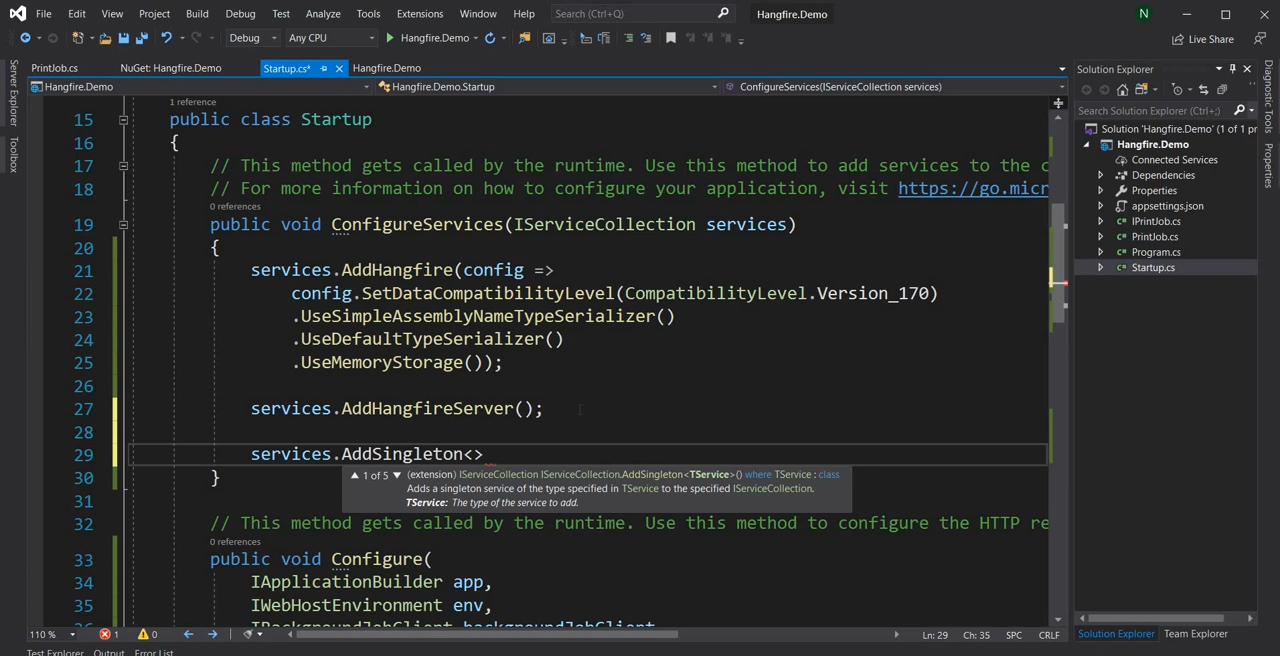 File Edit View Project Build Debug Test Analyze Tools Extensions Window Help Search (Ctrl+Q) Hangfire.Demo N
Debug Any CPU Hangfire.Demo Live Share
PrintJob.cs NuGet: Hangfire.Demo Startup.cs* Hangfire.Demo
Hangfire.Demo Hangfire.Demo.Startup ConfigureServices(IServiceCollection services)
Server Explorer
Toolbox
1 reference
15 public class Startup
16 {
17 // This method gets called by the runtime. Use this method to add services to the c
18 // For more information on how to configure your application, visit https://go.micr
0 references
19 public void ConfigureServices(IServiceCollection services)
20 {
21 services.AddHangfire(config =>
22 config.SetDataCompatibilityLevel(CompatibilityLevel.Version_170)
23 .UseSimpleAssemblyNameTypeSerializer()
24 .UseDefaultTypeSerializer()
25 .UseMemoryStorage());
26
27 services.AddHangfireServer();
28
29 services.AddSingleton<>
30 }
1 of 5 (extension) IServiceCollection IServiceCollection.AddSingleton<TService>() where TService : class
Adds a singleton service of the type specified in TService to the specified IServiceCollection.
TService: The type of the service to add.
31
32 // This method gets called by the runtime. Use this method to configure the HTTP re
0 references
33 public void Configure(
34 IApplicationBuilder app,
35 IWebHostEnvironment env,
IBackgroundJobClient backgroundJobClient
110 % 1 0 Ln: 29 Ch: 35 SPC CRLF
Test Explorer Output Error List
Solution Explorer
Search Solution Explorer (Ctrl+;)
Solution 'Hangfire.Demo' (1 of 1 pr
Hangfire.Demo
Connected Services
Dependencies
Properties
appsettings.json
C# IPrintJob.cs
C# PrintJob.cs
C# Program.cs
C# Startup.cs
Solution Explorer Team Explorer
Diagnostic Tools
Properties